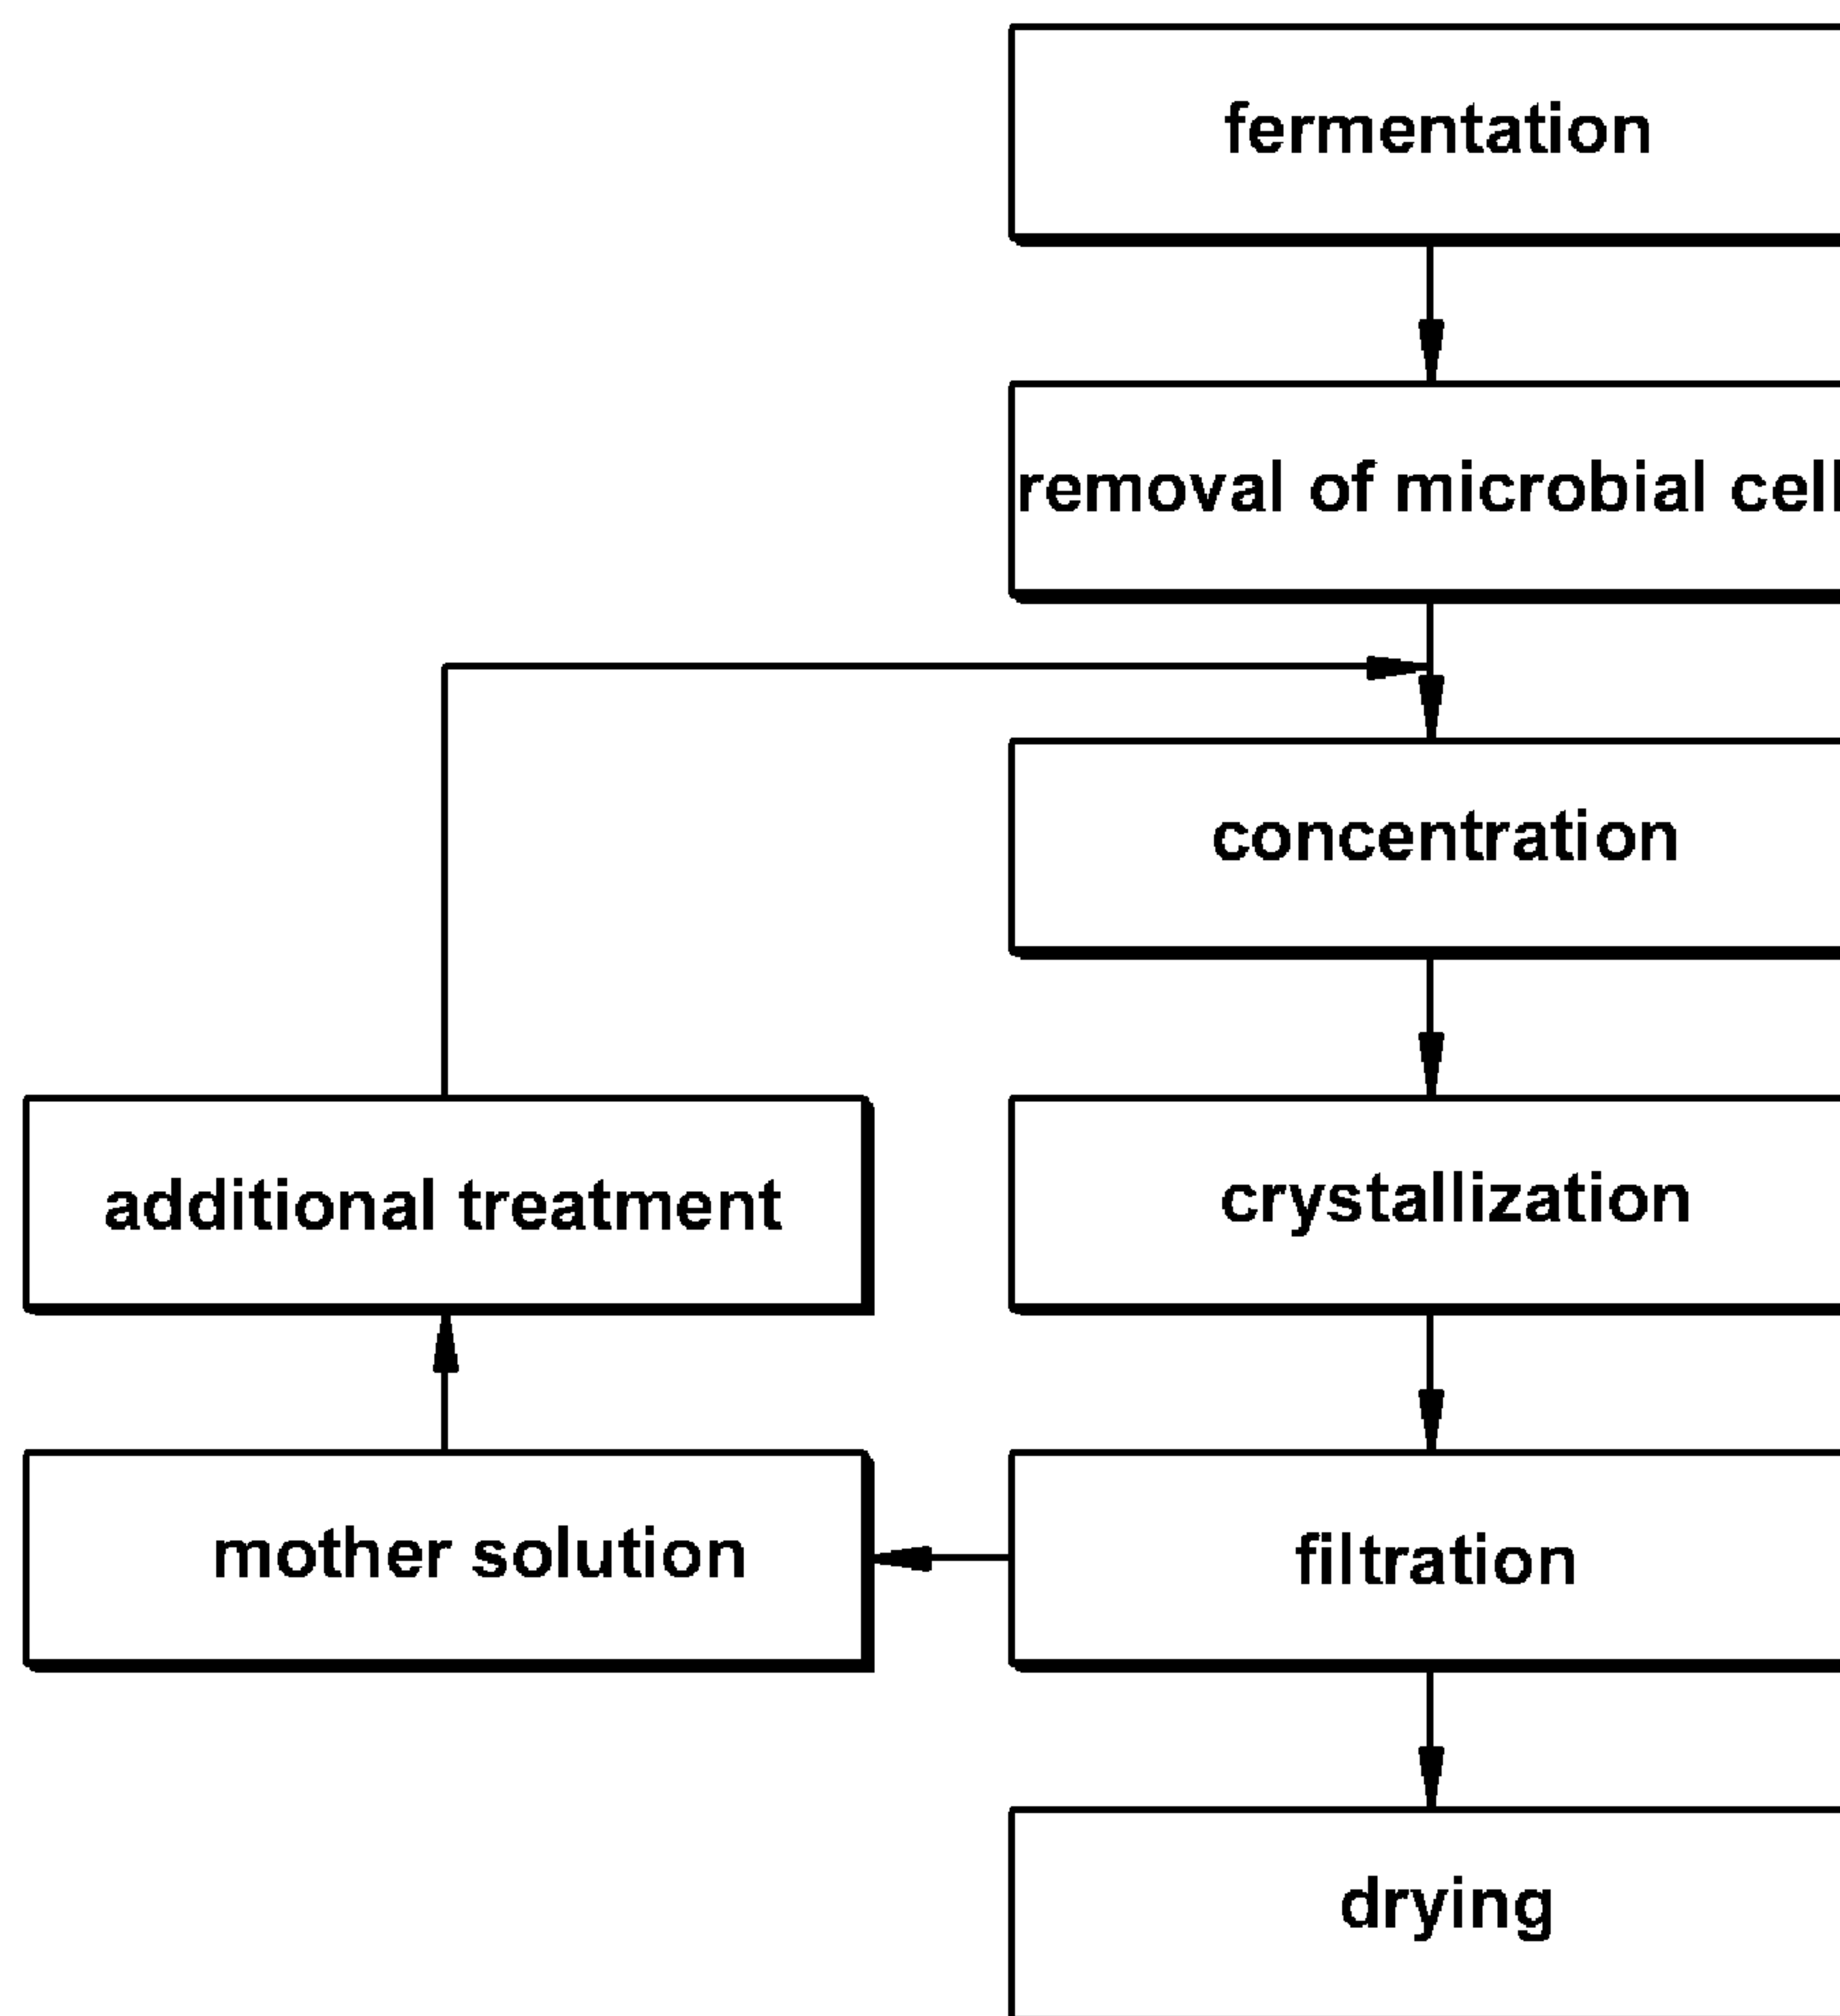 fermentation
removal of microbial cell
concentration
additional treatment
crystallization
mother solution
filtration
drying